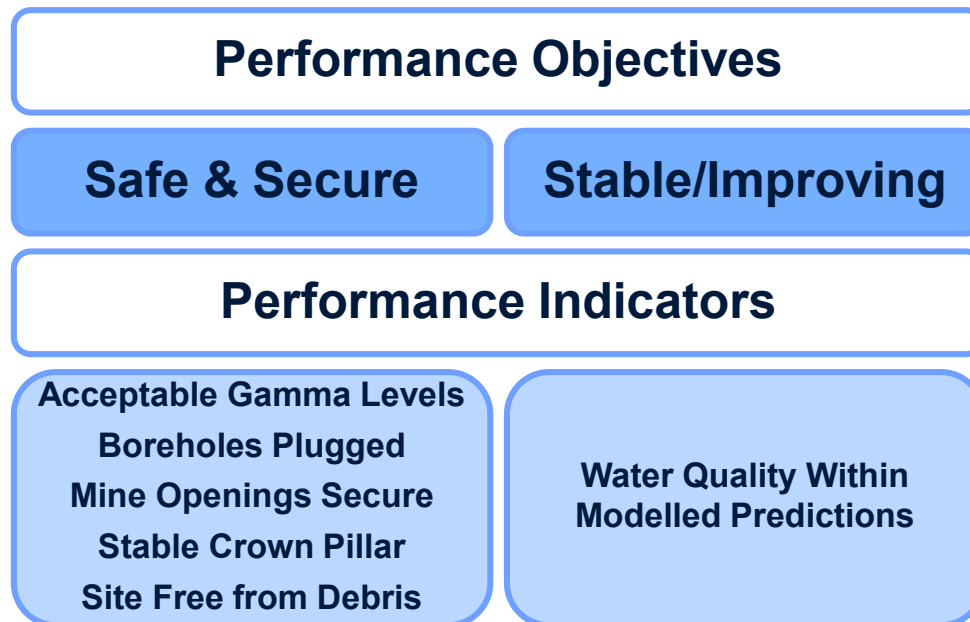 Performance Objectives
Safe & Secure
Stable/Improving
Performance Indicators
Acceptable Gamma Levels
Boreholes Plugged
Mine Openings Secure
Stable Crown Pillar
Site Free from Debris
Water Quality Within
Modelled Predictions